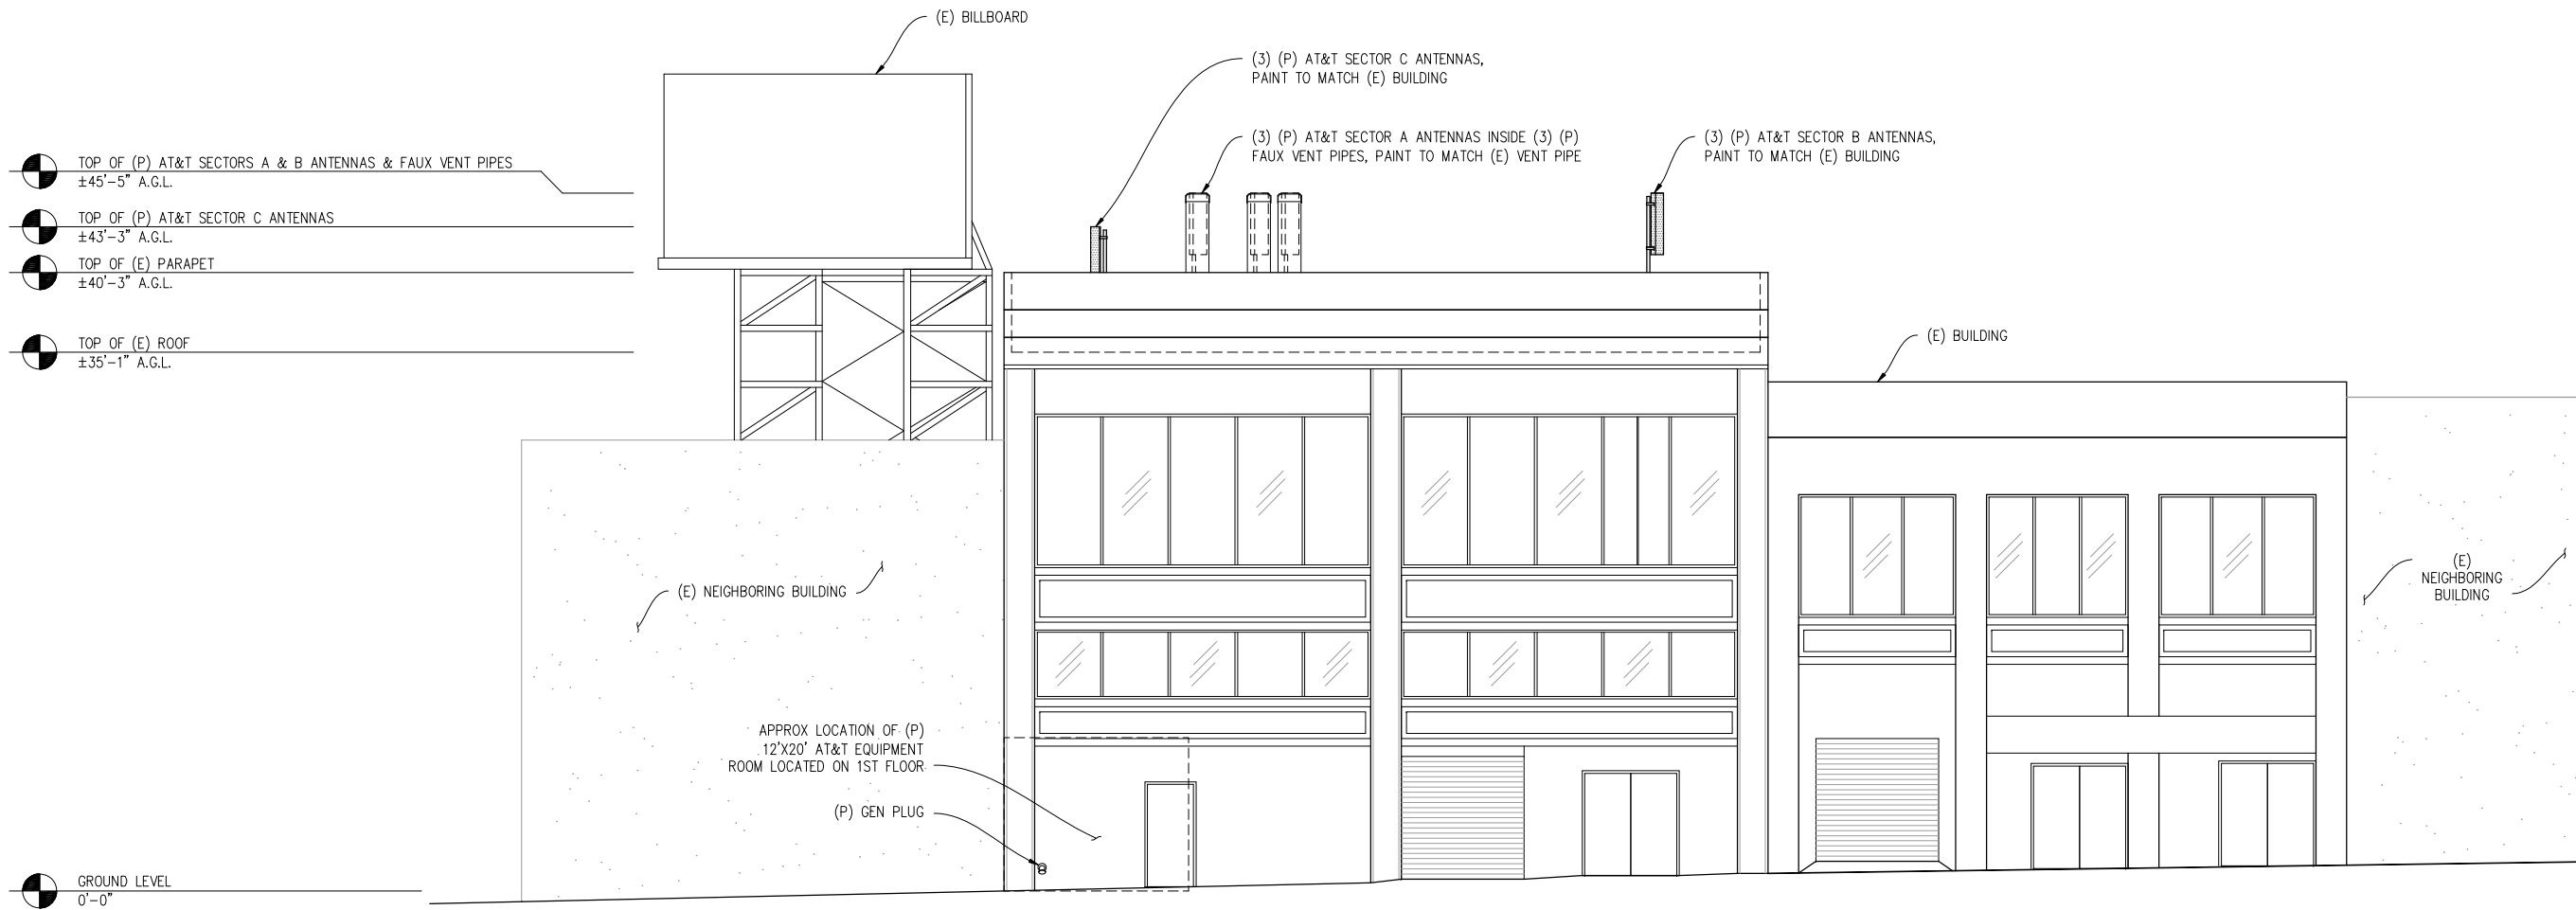 (E) BILLBOARD
(3) (P) AT&T SECTOR C ANTENNAS,
PAINT TO MATCH (E) BUILDING
(3) (P) AT&T SECTOR A ANTENNAS INSIDE (3) (P)
FAUX VENT PIPES, PAINT TO MATCH (E) VENT PIPE
(3) (P) AT&T SECTOR B ANTENNAS,
PAINT TO MATCH (E) BUILDING
TOP OF (P) AT&T SECTORS A & B ANTENNAS & FAUX VENT PIPES
±45'-5" A.G.L.
TOP OF (P) AT&T SECTOR C ANTENNAS
±43'-3" A.G.L.
TOP OF (E) PARAPET
±40'-3" A.G.L.
TOP OF (E) ROOF
±35'-1" A.G.L.
(E) BUILDING
(E) NEIGHBORING BUILDING
(E)
NEIGHBORING
BUILDING
APPROX LOCATION OF (P)
12'X20' AT&T EQUIPMENT
ROOM LOCATED ON 1ST FLOOR
(P) GEN PLUG
GROUND LEVEL
0'-0"